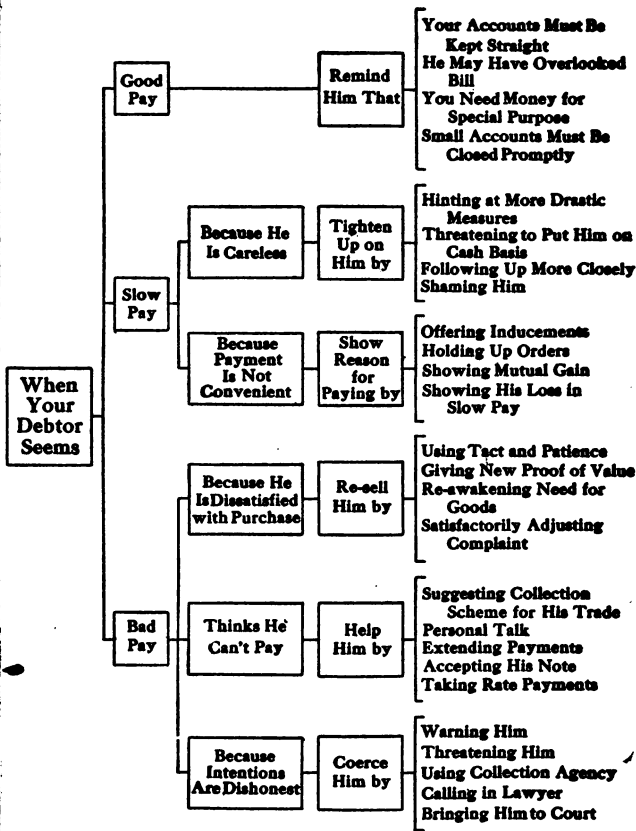 When
Your
Debtor
Seems
Good
Pay
Remind
Him That
Your Accounts Must Be
Kept Straight
He May Have Overlooked
Bill
You Need Money for
Special Purpose
Small Accounts Must Be
Closed Promptly
Slow
Pay
Because He
Is Careless
Tighten
Up on
Him by
Hinting at More Drastic
Measures
Threatening to Put Him on
Cash Basis
Following Up More Closely
Shaming Him
Because
Payment
Is Not
Convenient
Show
Reason
for
Paying by
Offering Inducements
Holding Up Orders
Showing Mutual Gain
Showing His Loss in
Slow Pay
Bad
Pay
Because He
Is Dissatisfied
with Purchase
Re-sell
Him by
Using Tact and Patience
Giving New Proof of Value
Re-awakening Need for
Goods
Satisfactorily Adjusting
Complaint
Thinks He
Can't Pay
Help
Him by
Suggesting Collection
Scheme for His Trade
Personal Talk
Extending Payments
Accepting His Note
Taking Rate Payments
Because
Intentions
Are Dishonest
Coerce
Him by
Warning Him
Threatening Him
Using Collection Agency
Calling in Lawyer
Bringing Him to Court